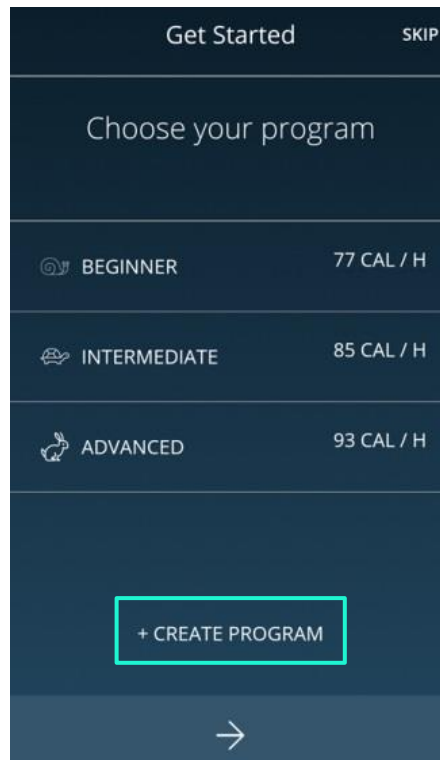 Get Started SKIP
Choose your program
BEGINNER 77 CAL / H
INTERMEDIATE 85 CAL / H
ADVANCED 93 CAL / H
+ CREATE PROGRAM